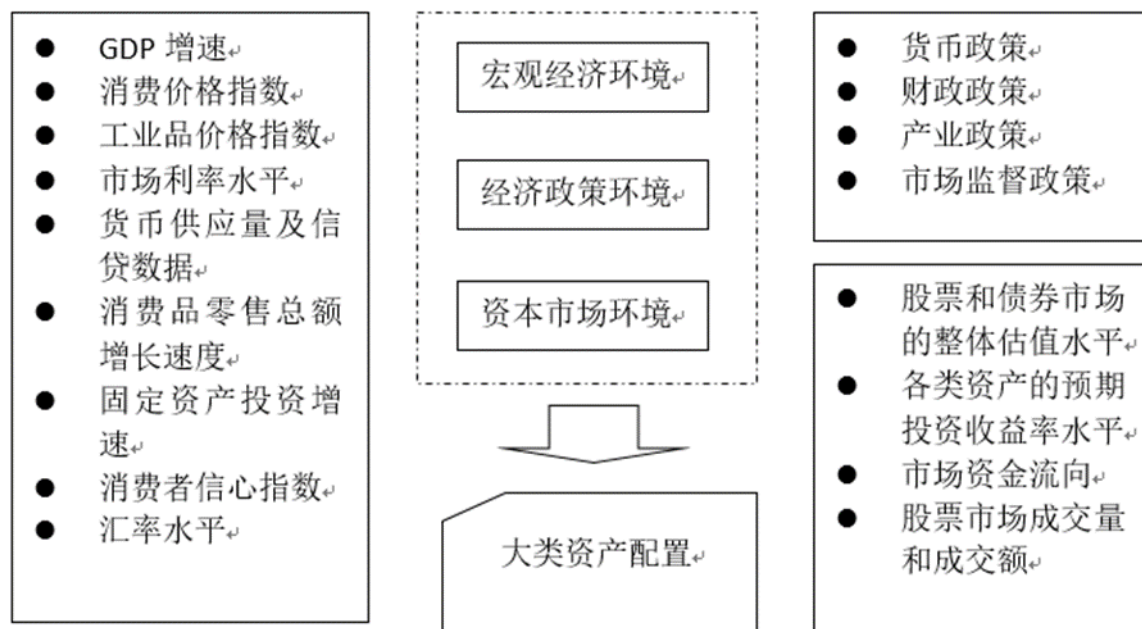 GDP 增速
消费价格指数
工业品价格指数
市场利率水平
货币供应量及信
贷数据
消费品零售总额
增长速度
固定资产投资增
速
消费者信心指数
汇率水平
宏观经济环境
经济政策环境
资本市场环境
大类资产配置
货币政策
财政政策
产业政策
市场监督政策
股票和债券市场
的整体估值水平
各类资产的预期
投资收益率水平
市场资金流向
股票市场成交量
和成交额